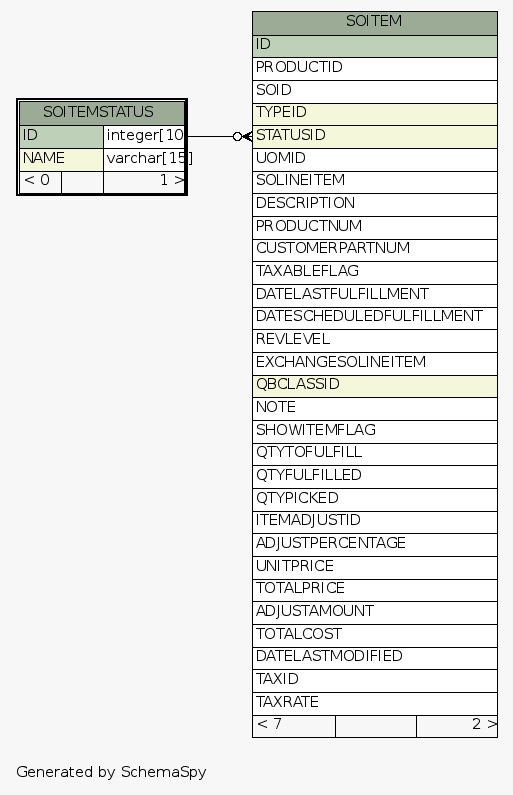 SOITEM
ID
PRODUCTID
SOID
TYPEID
STATUSID
UOMID
SOLINEITEM
DESCRIPTION
PRODUCTNUM
CUSTOMERPARTNUM
TAXABLEFLAG
DATELASTFULFILLMENT
DATESCHEDULEDFULFILLMENT
REVLEVEL
EXCHANGESOLINEITEM
QBCLASSID
NOTE
SHOWITEMFLAG
QTYTOFULFILL
QTYFULFILLED
QTYPICKED
ITEMADJUSTID
ADJUSTPERCENTAGE
UNITPRICE
TOTALPRICE
ADJUSTAMOUNT
TOTALCOST
DATELASTMODIFIED
TAXID
TAXRATE
< 7 2 >
SOITEMSTATUS
ID integer[10
NAME varchar[15]
< 0 1 >
Generated by SchemaSpy